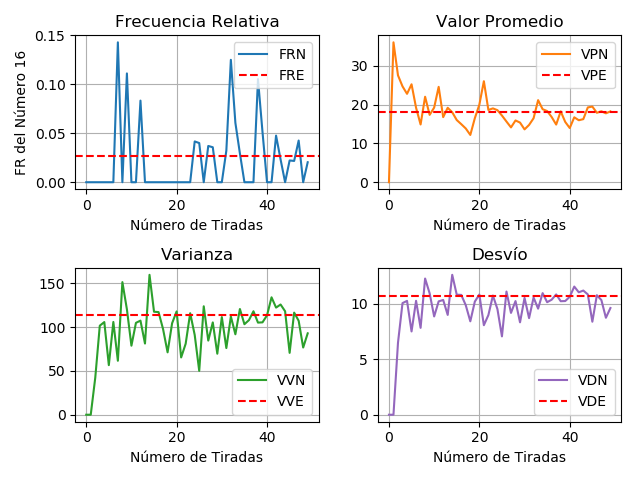 Frecuencia Relativa
FR del Número 16
0.15
0.10
0.05
0.00
FRN
FRE
0
20
40
Número de Tiradas
Valor Promedio
30
20
10
0
VPN
VPE
0
20
40
Número de Tiradas
Varianza
150
100
50
0
VVN
VVE
0
20
40
Número de Tiradas
Desvío
10
5
0
VDN
VDE
0
20
40
Número de Tiradas